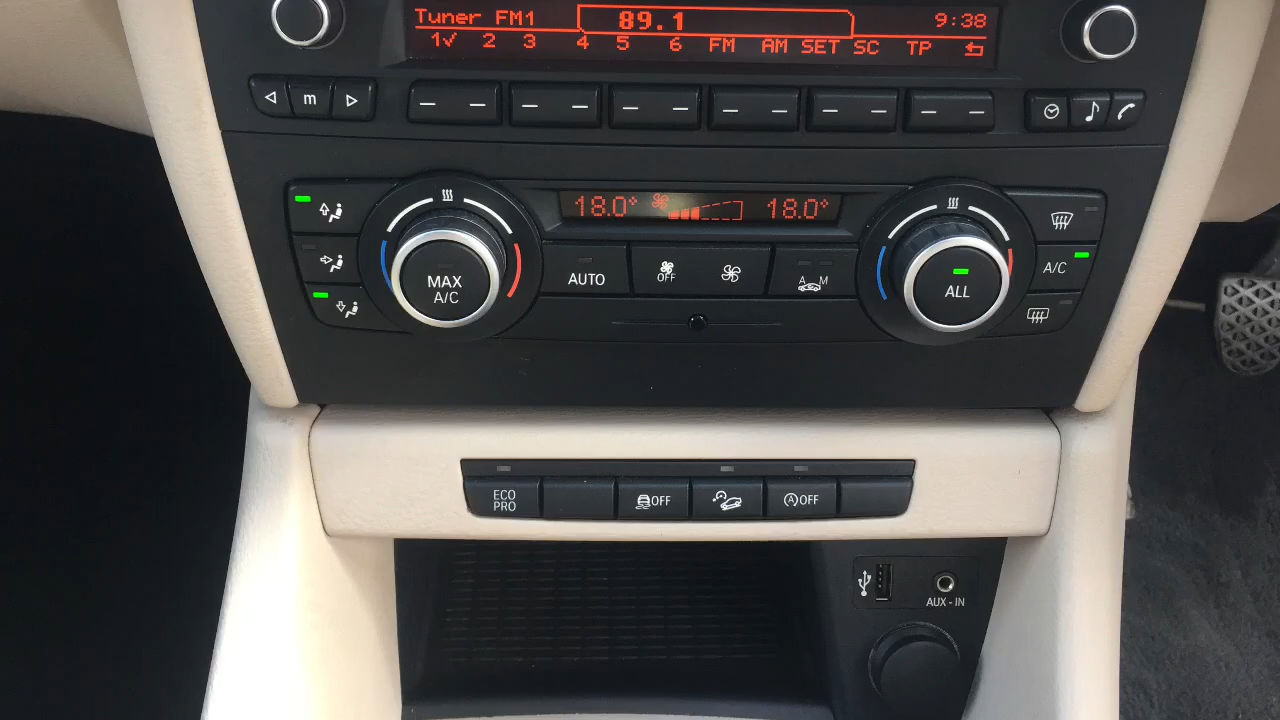 Tuner FM1 89.1 9:38
1✓ 2 3 4 5 6 FM AM SET SC TP
m
18.0° 18.0°
MAX
A/C
AUTO
OFF
A M
A/C
ALL
ECO
PRO
OFF
A OFF
AUX-IN